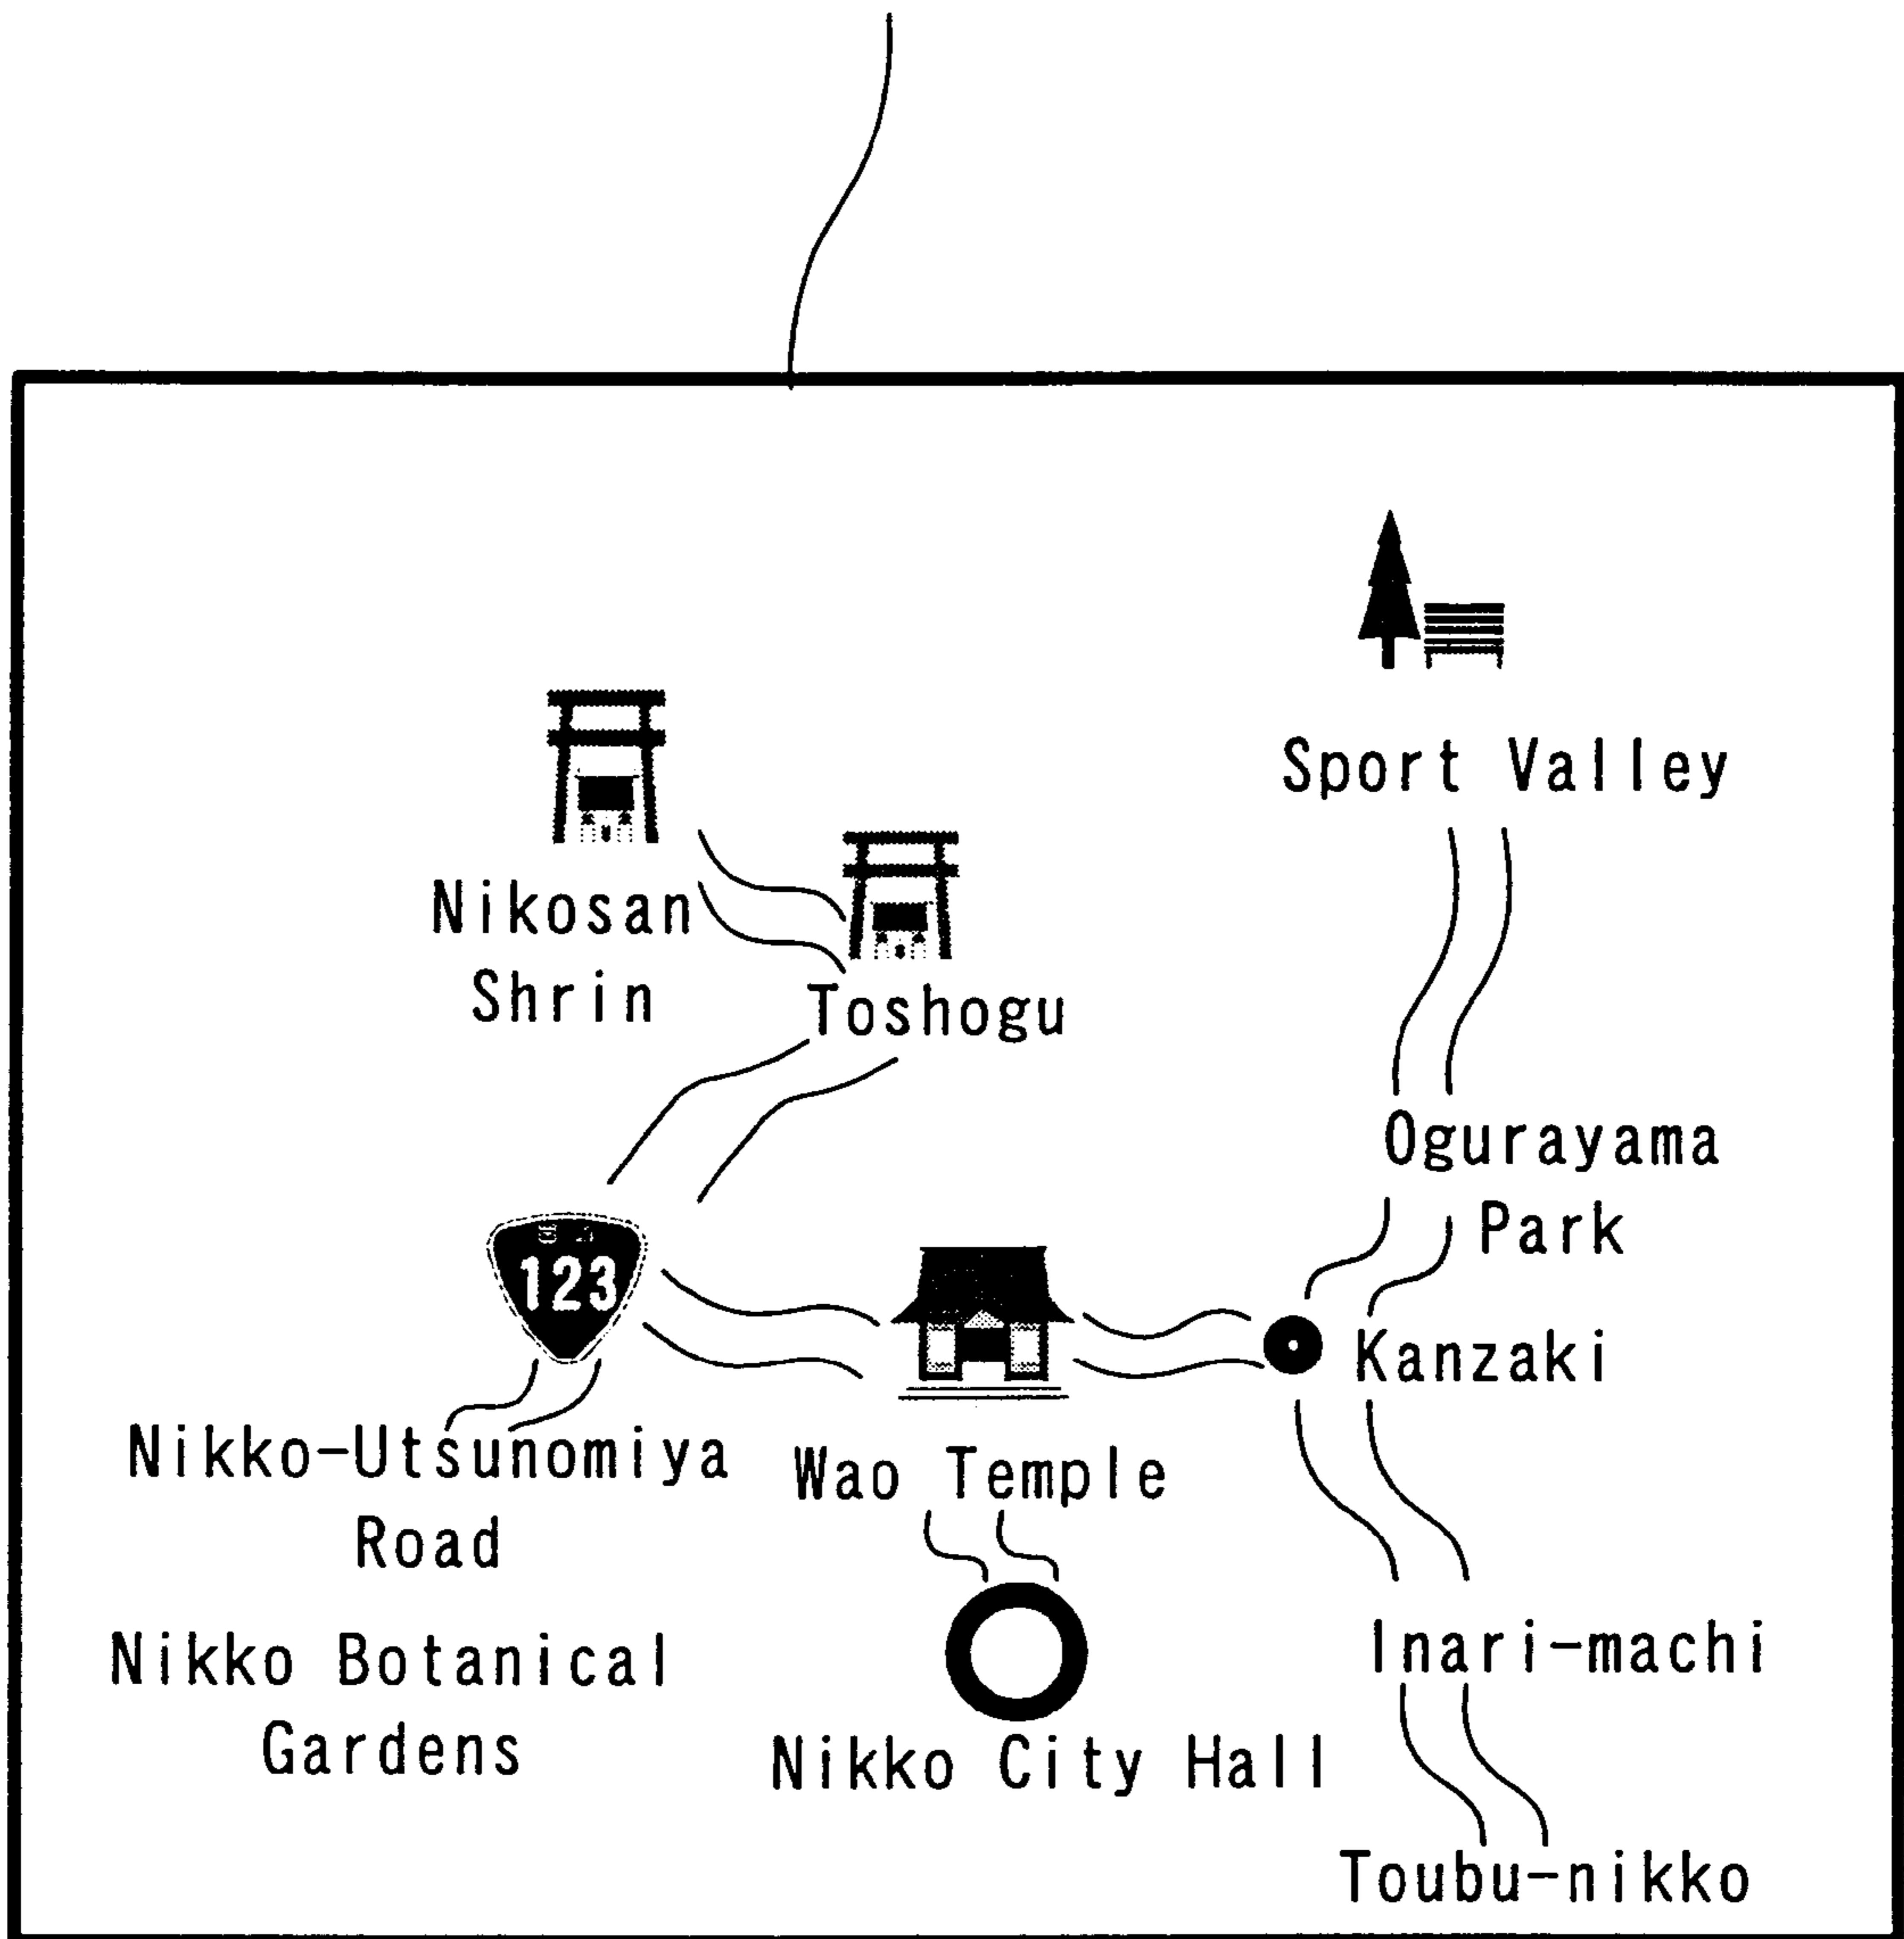 Sport Valley
Nikosan
Shrin
Toshogu
Ogurayama
Park
123
Kanzaki
Nikko-Utsunomiya
Road
Wao Temple
Nikko Botanical
Gardens
Inari-machi
Nikko City Hall
Toubu-nikko